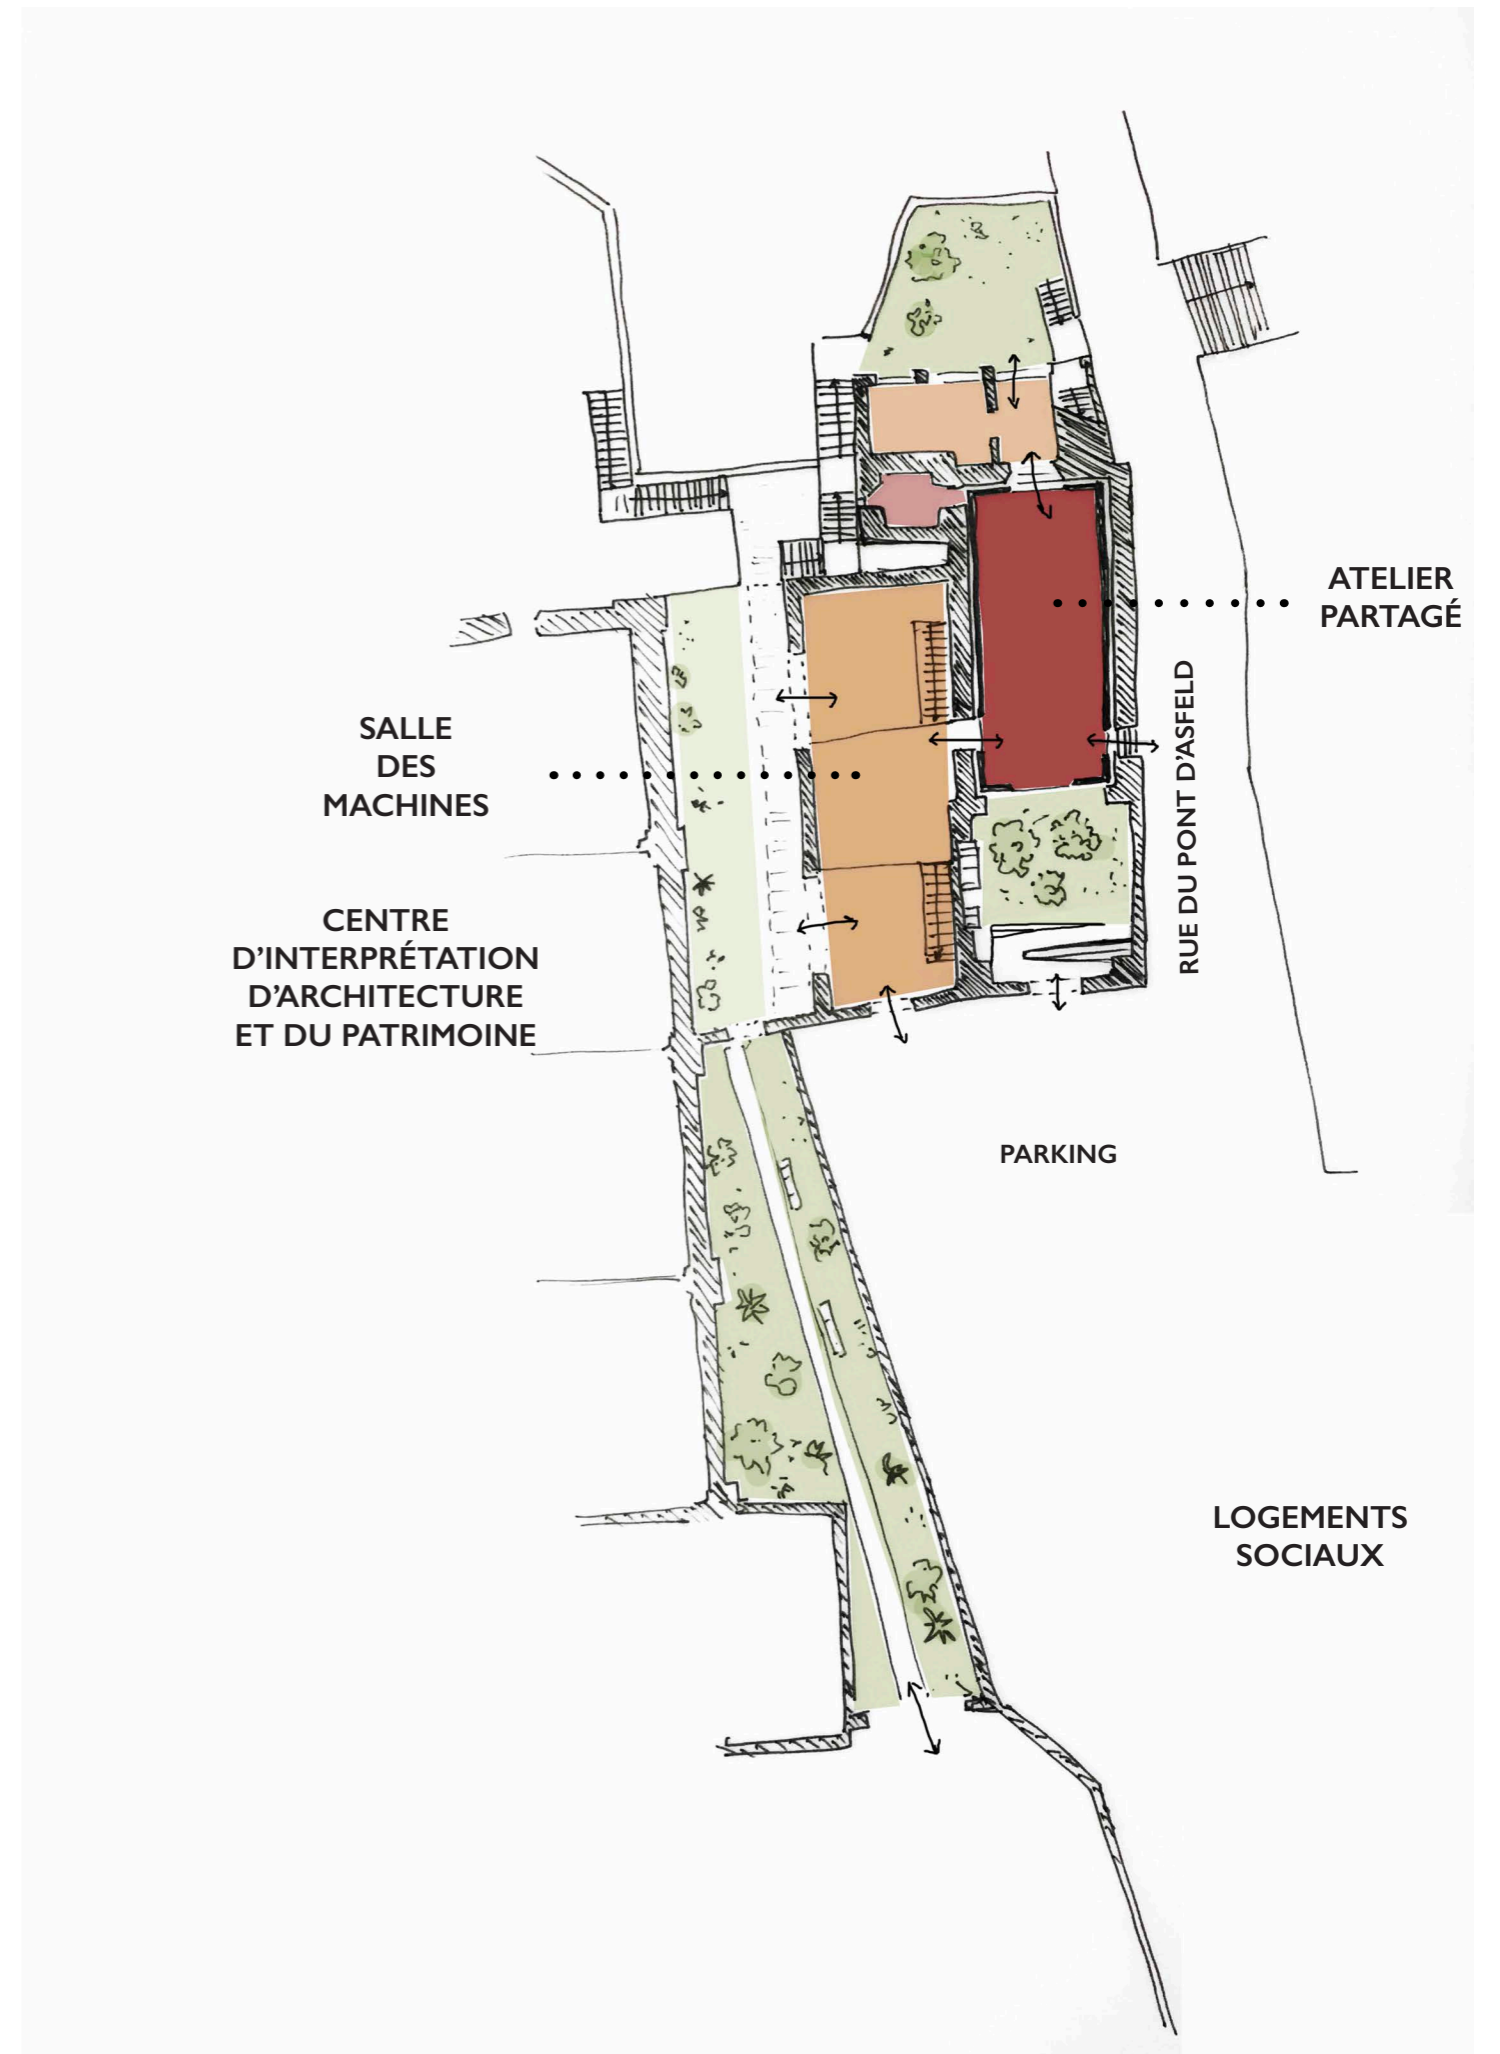 ATELIER
PARTAGÉ
RUE DU PONT D'ASFELD
SALLE
DES
MACHINES
CENTRE
D'INTERPRÉTATION
D'ARCHITECTURE
ET DU PATRIMOINE
PARKING
LOGEMENTS
SOCIAUX